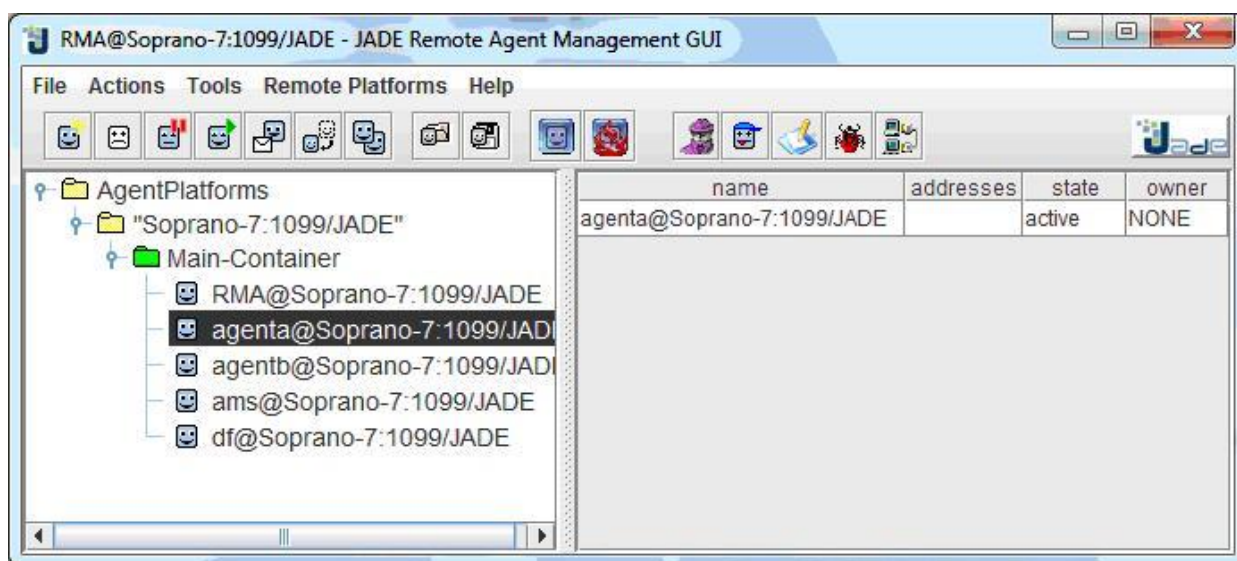 RMA@Soprano-7:1099/JADE - JADE Remote Agent Management GUI
File Actions Tools Remote Platforms Help
Jade
AgentPlatforms
"Soprano-7:1099/JADE"
Main-Container
RMA@Soprano-7:1099/JADE
agenta@Soprano-7:1099/JAD
agentb@Soprano-7:1099/JAD
ams@Soprano-7:1099/JADE
df@Soprano-7:1099/JADE
name addresses state owner
agenta@Soprano-7:1099/JADE active NONE